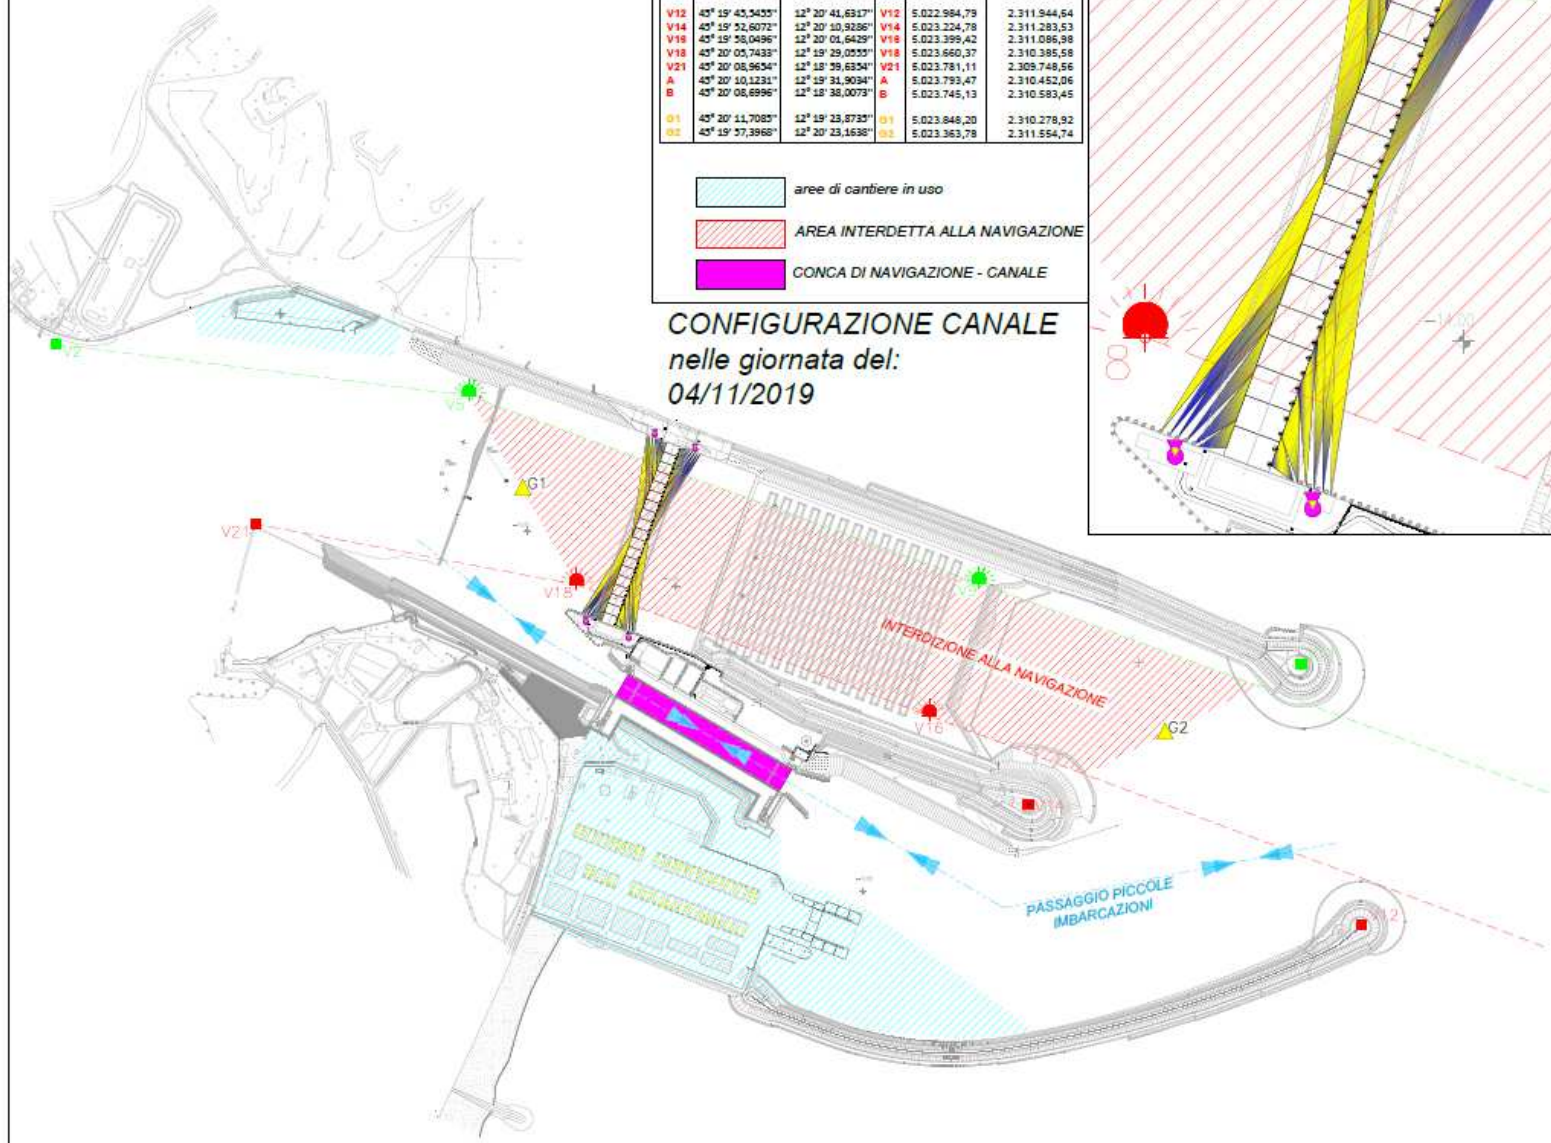 V12 45° 19' 45,5455" 12° 20' 41,6317" V12 5.022.984,79 2.311.944,64
V14 45° 19' 52,6072" 12° 20' 10,9286" V14 5.023.224,78 2.311.283,53
V16 45° 19' 58,0496" 12° 20' 01,6429" V16 5.023.399,42 2.311.086,98
V18 45° 20' 05,7433" 12° 19' 29,0555" V18 5.023.660,37 2.310.385,58
V21 45° 20' 08,9654" 12° 18' 59,6354" V21 5.023.781,11 2.309.748,56
A 45° 20' 10,1231" 12° 19' 31,9034" A 5.023.793,47 2.310.452,06
B 45° 20' 08,6996" 12° 18' 38,0073" B 5.023.745,13 2.310.583,45
G1 45° 20' 11,7085" 12° 19' 23,8735" G1 5.023.848,20 2.310.278,92
G2 45° 19' 57,3968" 12° 20' 23,1638" G2 5.023.363,78 2.311.554,74
aree di cantiere in uso
AREA INTERDETTA ALLA NAVIGAZIONE
CONCA DI NAVIGAZIONE - CANALE
CONFIGURAZIONE CANALE
nelle giornata del:
04/11/2019
-14.00
V2
V5
G1
V21
V18
V9
INTERDIZIONE ALLA NAVIGAZIONE
V16
G2
V14
PASSAGGIO PICCOLE
IMBARCAZIONI
V12